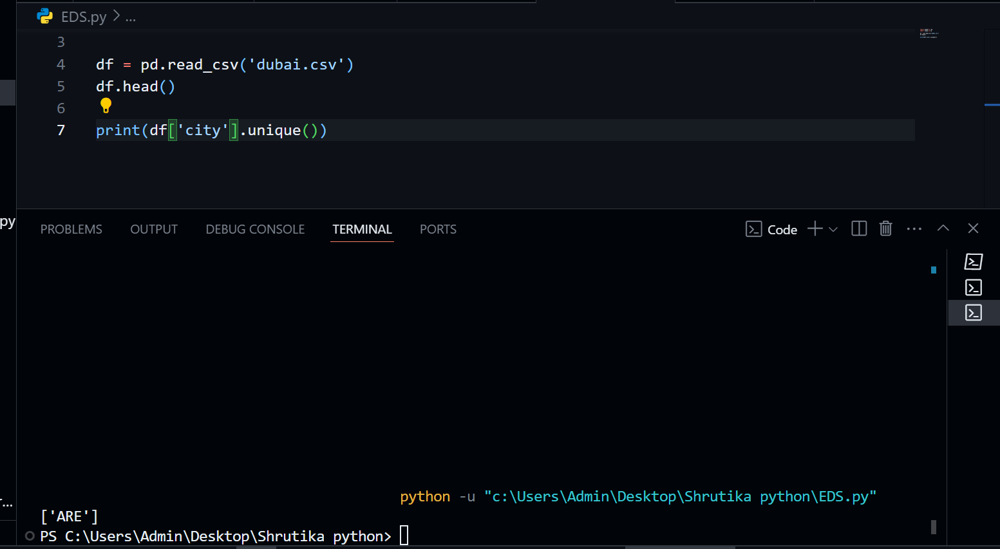 EDS.py > ...
3
4 df = pd.read_csv('dubai.csv')
5 df.head()
6
7 print(df['city'].unique())
py
PROBLEMS OUTPUT DEBUG CONSOLE TERMINAL PORTS Code
r...
python -u "c:\Users\Admin\Desktop\Shrutika python\EDS.py"
['ARE']
PS C:\Users\Admin\Desktop\Shrutika python>